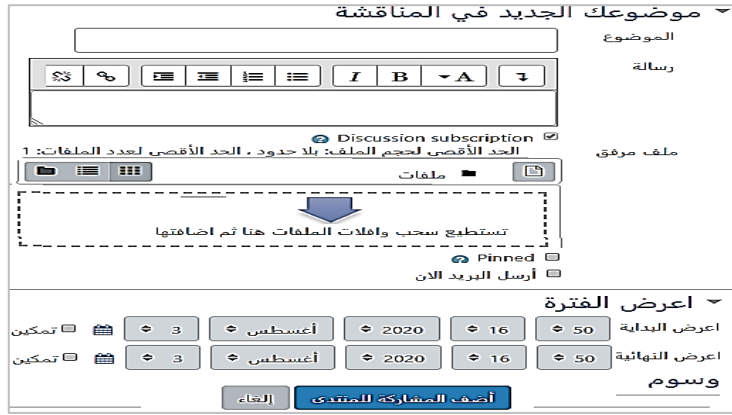 موضوعك الجديد في المناقشة
الموضوع
رسالة
I B A
Discussion subscription
ملف مرفق
الحد الأقصى لحجم الملف: بلا حدود ، الحد الأقصى لعدد الملفات: 1
ملفات
تستطيع سحب وافلات الملفات هنا ثم اضافتها
Pinned
أرسل البريد الان
اعرض الفترة
اعرض البداية 50 16 2020 أغسطس 3 تمكين
اعرض النهائية 50 16 2020 أغسطس 3 تمكين
وسوم
أضف المشاركة للمنتدى إلغاء